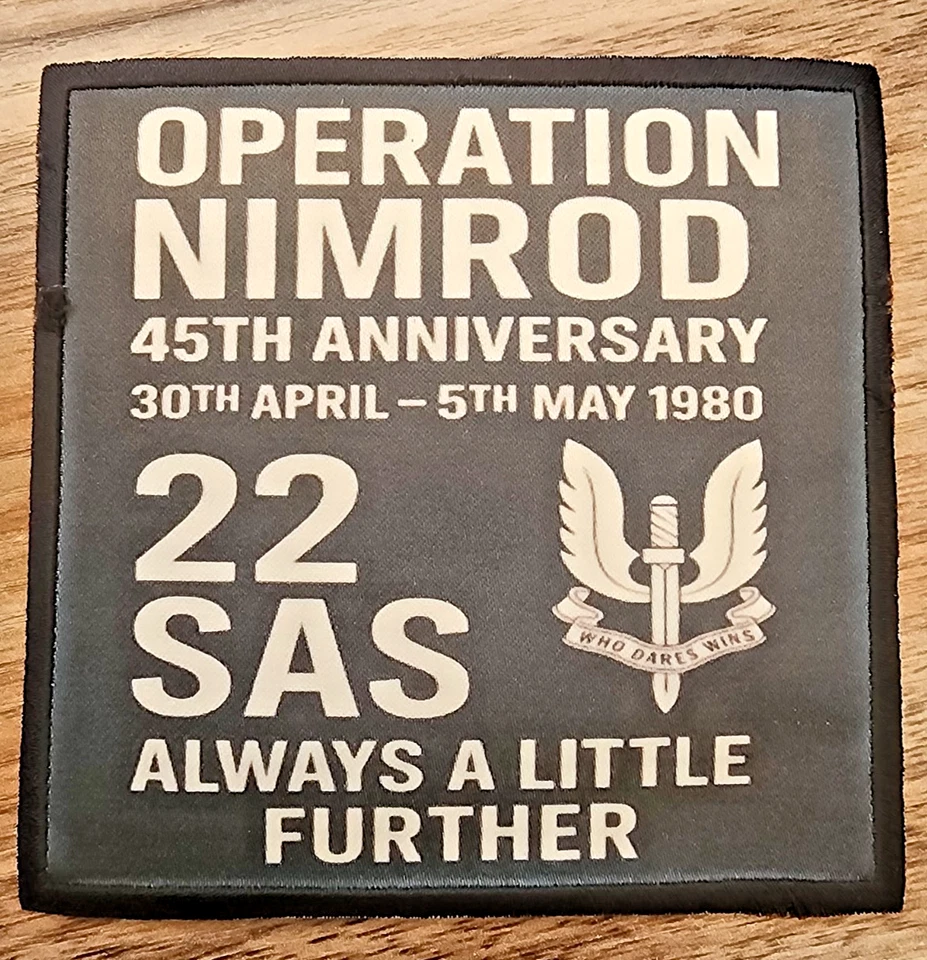 OPERATION
NIMROD
45TH ANNIVERSARY
30TH APRIL – 5TH MAY 1980
22
SAS
WHO DARES WINS
ALWAYS A LITTLE
FURTHER